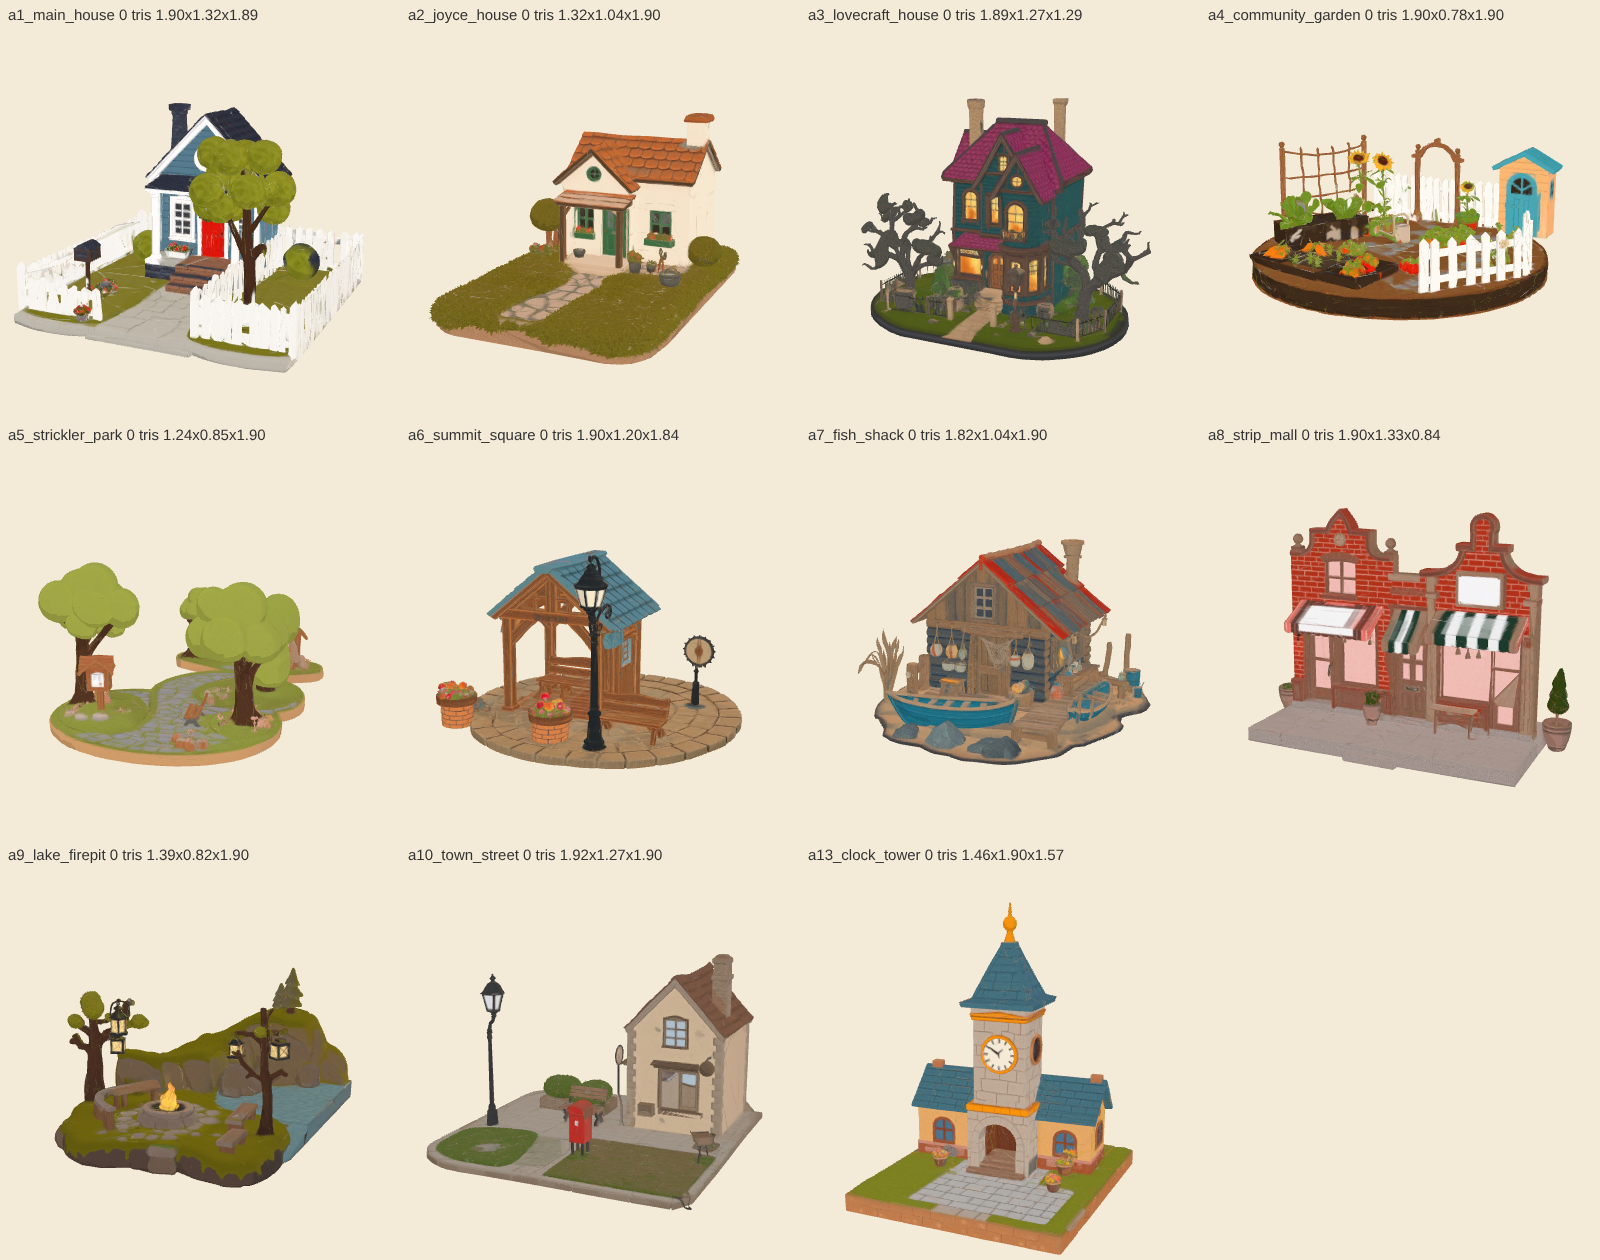 a1_main_house 0 tris 1.90x1.32x1.89
a2_joyce_house 0 tris 1.32x1.04x1.90
a3_lovecraft_house 0 tris 1.89x1.27x1.29
a4_community_garden 0 tris 1.90x0.78x1.90
a5_strickler_park 0 tris 1.24x0.85x1.90
a6_summit_square 0 tris 1.90x1.20x1.84
a7_fish_shack 0 tris 1.82x1.04x1.90
a8_strip_mall 0 tris 1.90x1.33x0.84
a9_lake_firepit 0 tris 1.39x0.82x1.90
a10_town_street 0 tris 1.92x1.27x1.90
a13_clock_tower 0 tris 1.46x1.90x1.57